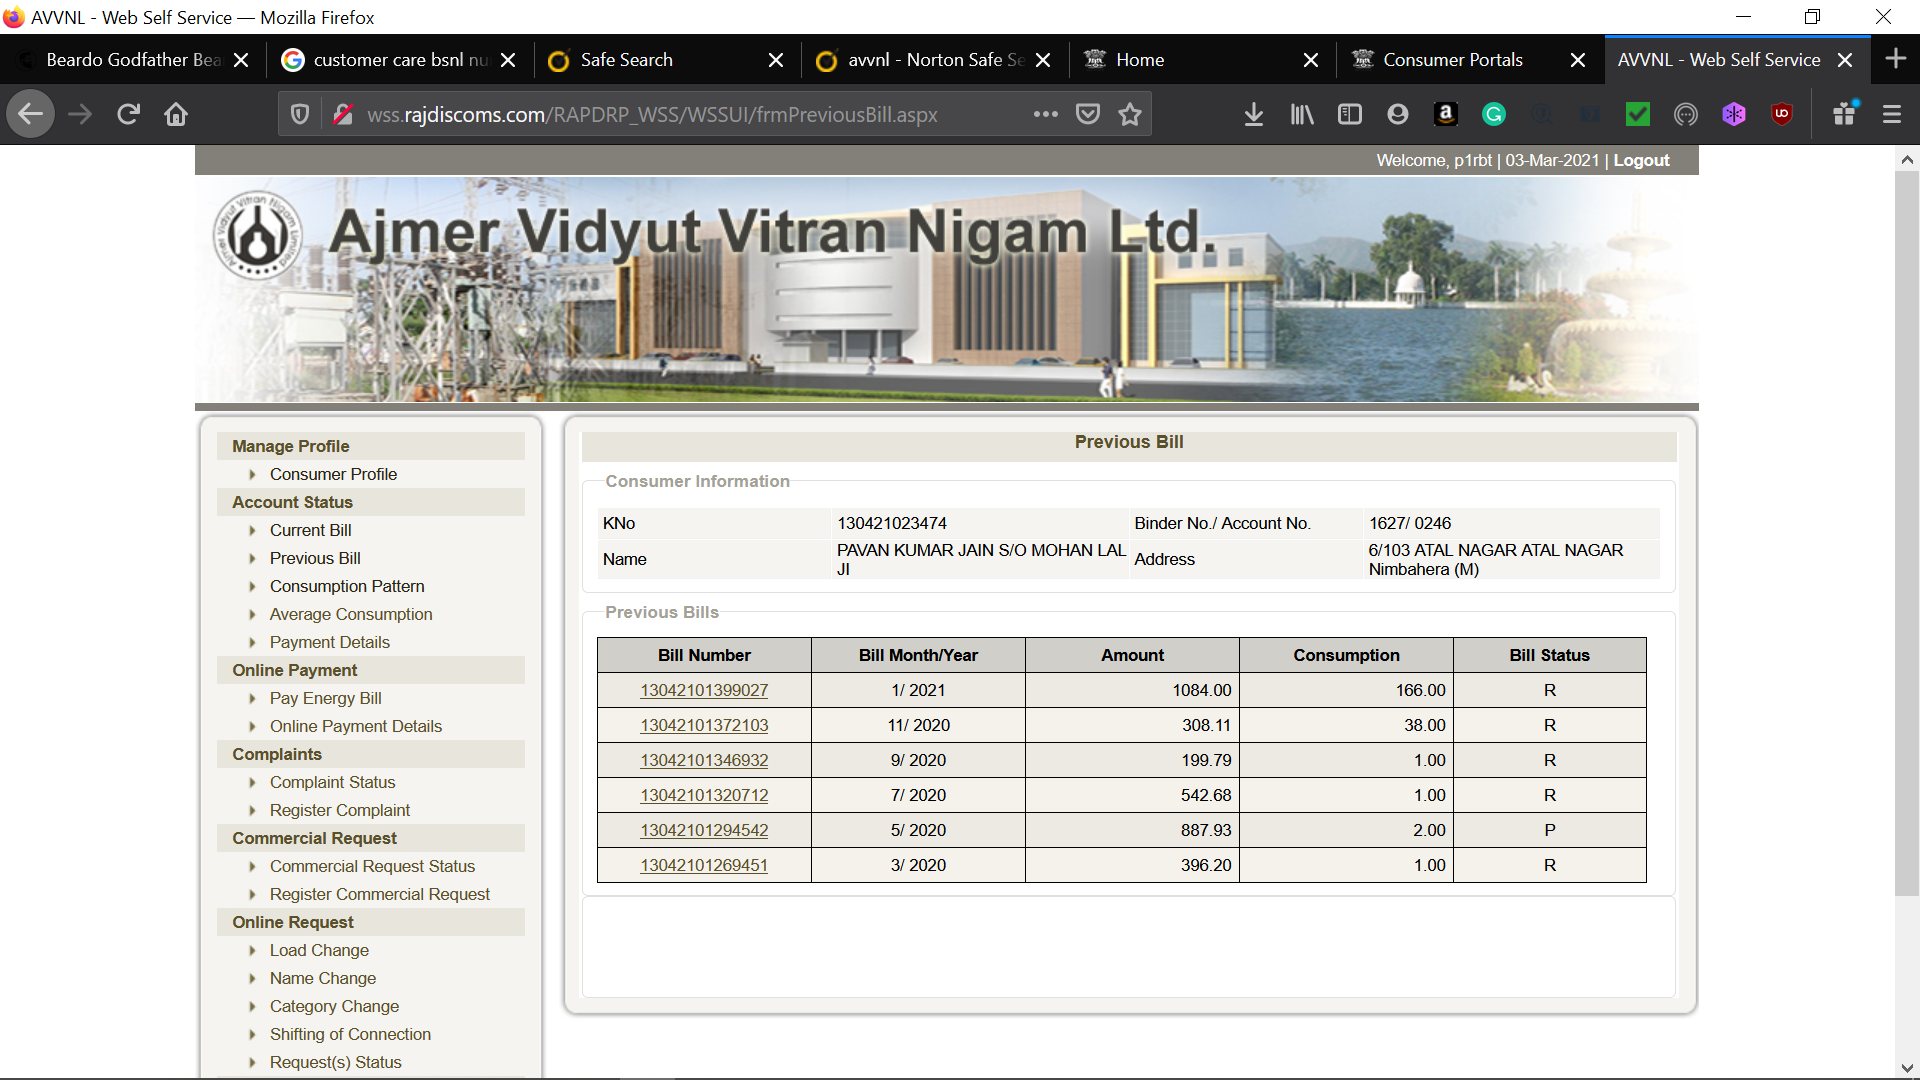 AVVNL - Web Self Service — Mozilla Firefox
Beardo Godfather Bea
customer care bsnl nu
Safe Search
avvnl - Norton Safe Se
Home
Consumer Portals
AVVNL - Web Self Service
wss.rajdiscoms.com/RAPDRP_WSS/WSSUI/frmPreviousBill.aspx
Welcome, p1rbt | 03-Mar-2021 | Logout
Ajmer Vidyut Vitran Nigam Ltd.
Manage Profile
Consumer Profile
Account Status
Current Bill
Previous Bill
Consumption Pattern
Average Consumption
Payment Details
Online Payment
Pay Energy Bill
Online Payment Details
Complaints
Complaint Status
Register Complaint
Commercial Request
Commercial Request Status
Register Commercial Request
Online Request
Load Change
Name Change
Category Change
Shifting of Connection
Request(s) Status
Previous Bill
Consumer Information
KNo 130421023474 Binder No./ Account No. 1627/ 0246
Name PAVAN KUMAR JAIN S/O MOHAN LAL JI Address 6/103 ATAL NAGAR ATAL NAGAR Nimbahera (M)
Previous Bills
Bill Number Bill Month/Year Amount Consumption Bill Status
13042101399027 1/ 2021 1084.00 166.00 R
13042101372103 11/ 2020 308.11 38.00 R
13042101346932 9/ 2020 199.79 1.00 R
13042101320712 7/ 2020 542.68 1.00 R
13042101294542 5/ 2020 887.93 2.00 P
13042101269451 3/ 2020 396.20 1.00 R